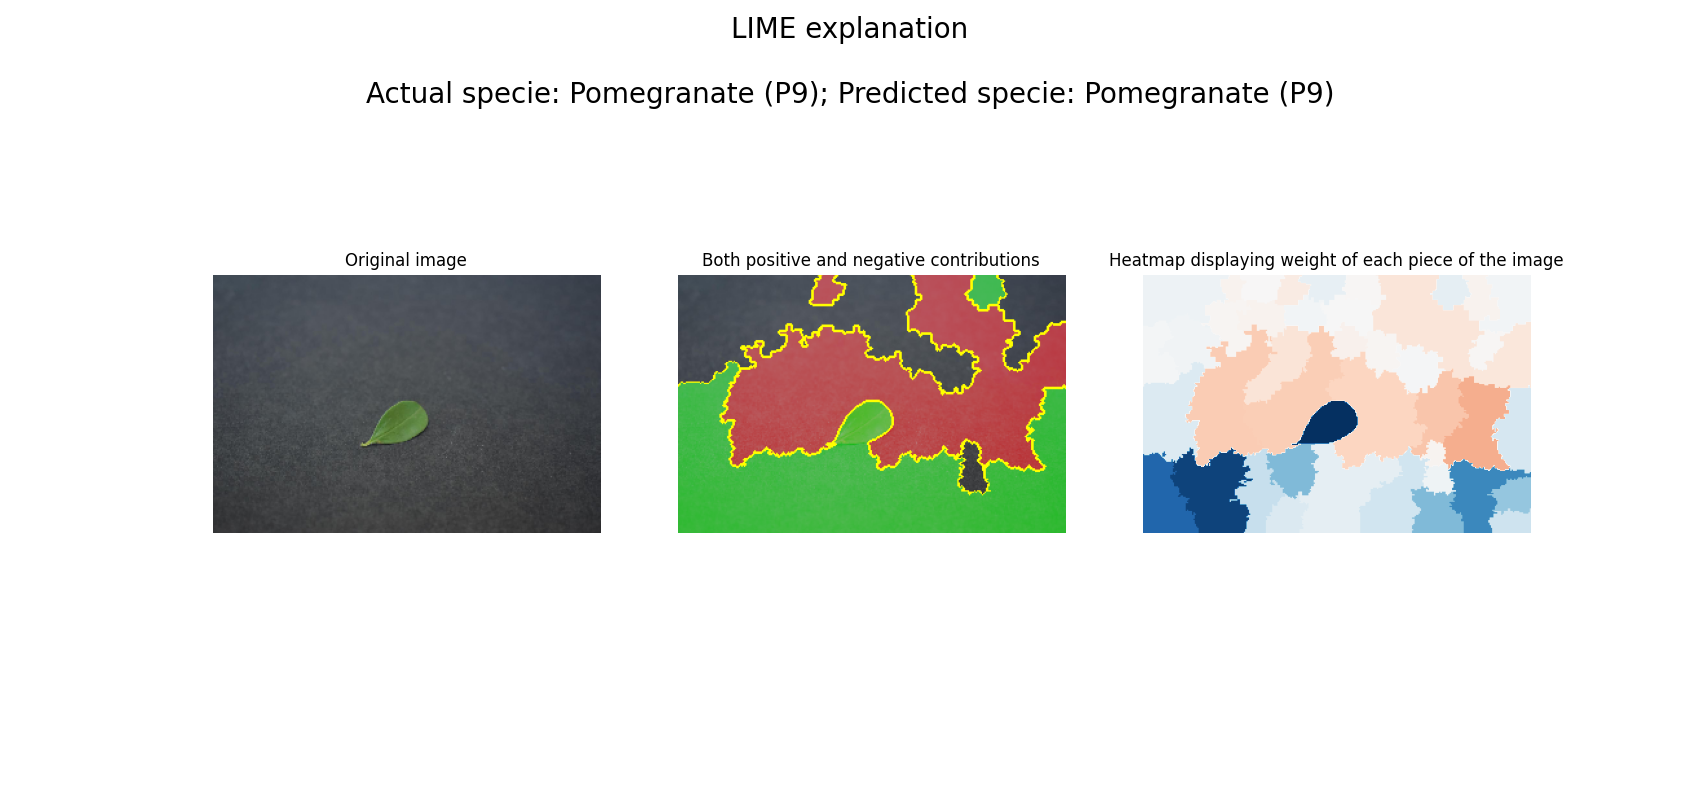 LIME explanation
Actual specie: Pomegranate (P9); Predicted specie: Pomegranate (P9)
Original image
Both positive and negative contributions
Heatmap displaying weight of each piece of the image